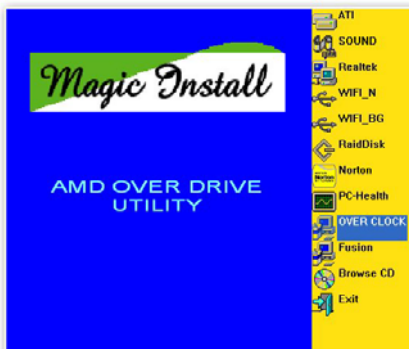 Magic Install
AMD OVER DRIVE
UTILITY
ATI
SOUND
Realtek
WIFI_N
WIFI_BG
RaidDisk
Norton
PC-Health
OVER CLOCK
Fusion
Browse CD
Exit